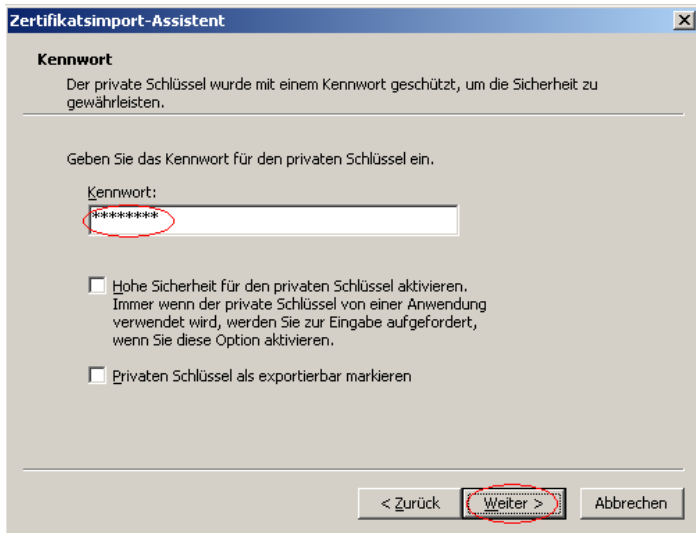 Zertifikatsimport-Assistent
Kennwort
Der private Schlüssel wurde mit einem Kennwort geschützt, um die Sicherheit zu
gewährleisten.
Geben Sie das Kennwort für den privaten Schlüssel ein.
Kennwort:
********
Hohe Sicherheit für den privaten Schlüssel aktivieren.
Immer wenn der private Schlüssel von einer Anwendung
verwendet wird, werden Sie zur Eingabe aufgefordert,
wenn Sie diese Option aktivieren.
Privaten Schlüssel als exportierbar markieren
< Zurück Weiter > Abbrechen